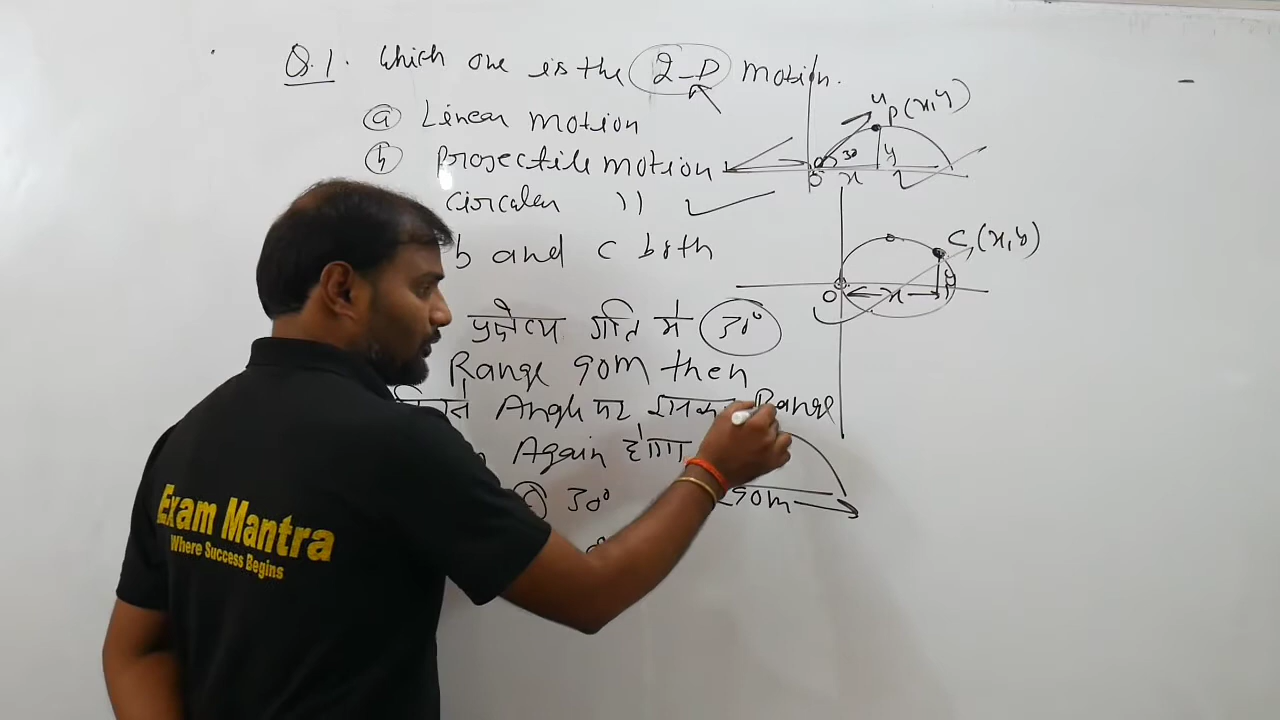 Q.1. Which one is the 2-D motion.
(a) Linear motion
(b) projectile motion
circular ))
b and c both
प्रक्षेप्य गति में 30°
Range 90m then
Angle पर Range
Again होगा
(c) 30°
90m
u
P(x,y)
30
y
O
x
C,(x,y)
O
x
y
Exam Mantra
Where Success Begins